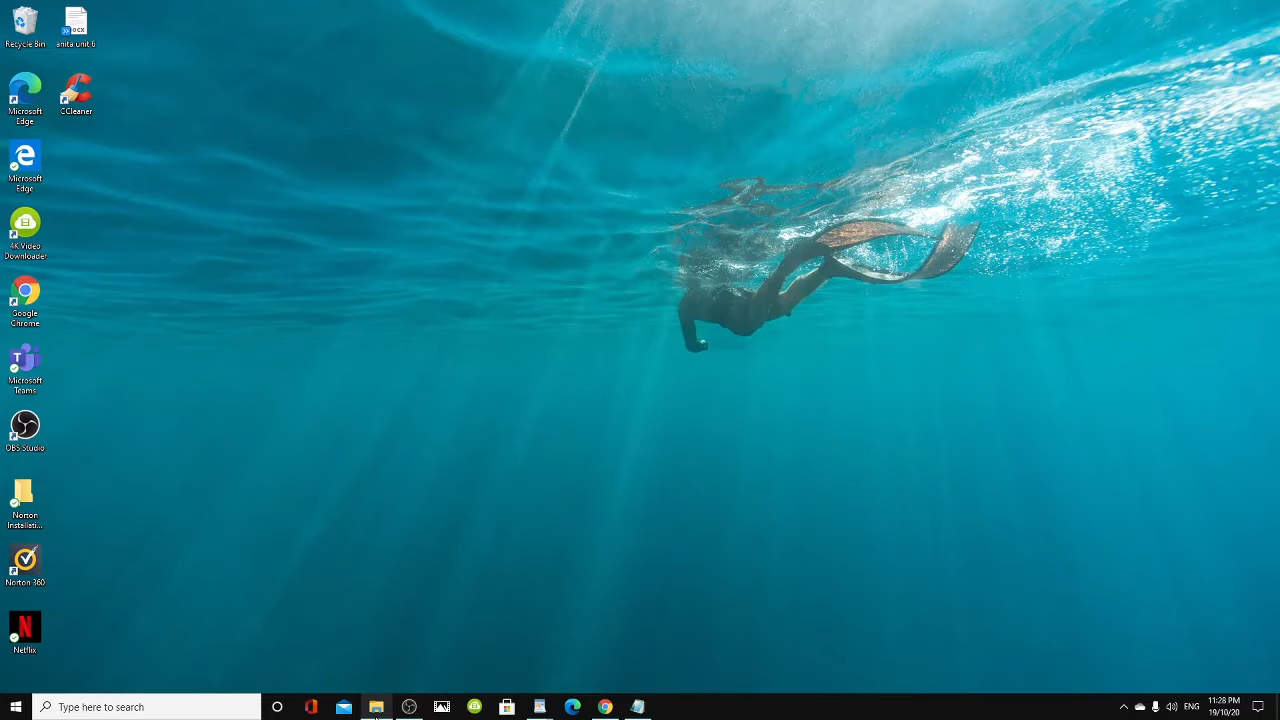 Recycle Bin
anita unit 6
Microsoft
Edge
CCleaner
Microsoft
Edge
4K Video
Downloader
Google
Chrome
Microsoft
Teams
OBS Studio
Norton
Installati...
Norton 360
Netflix
Type here to search
ENG
11:28 PM
19/10/20